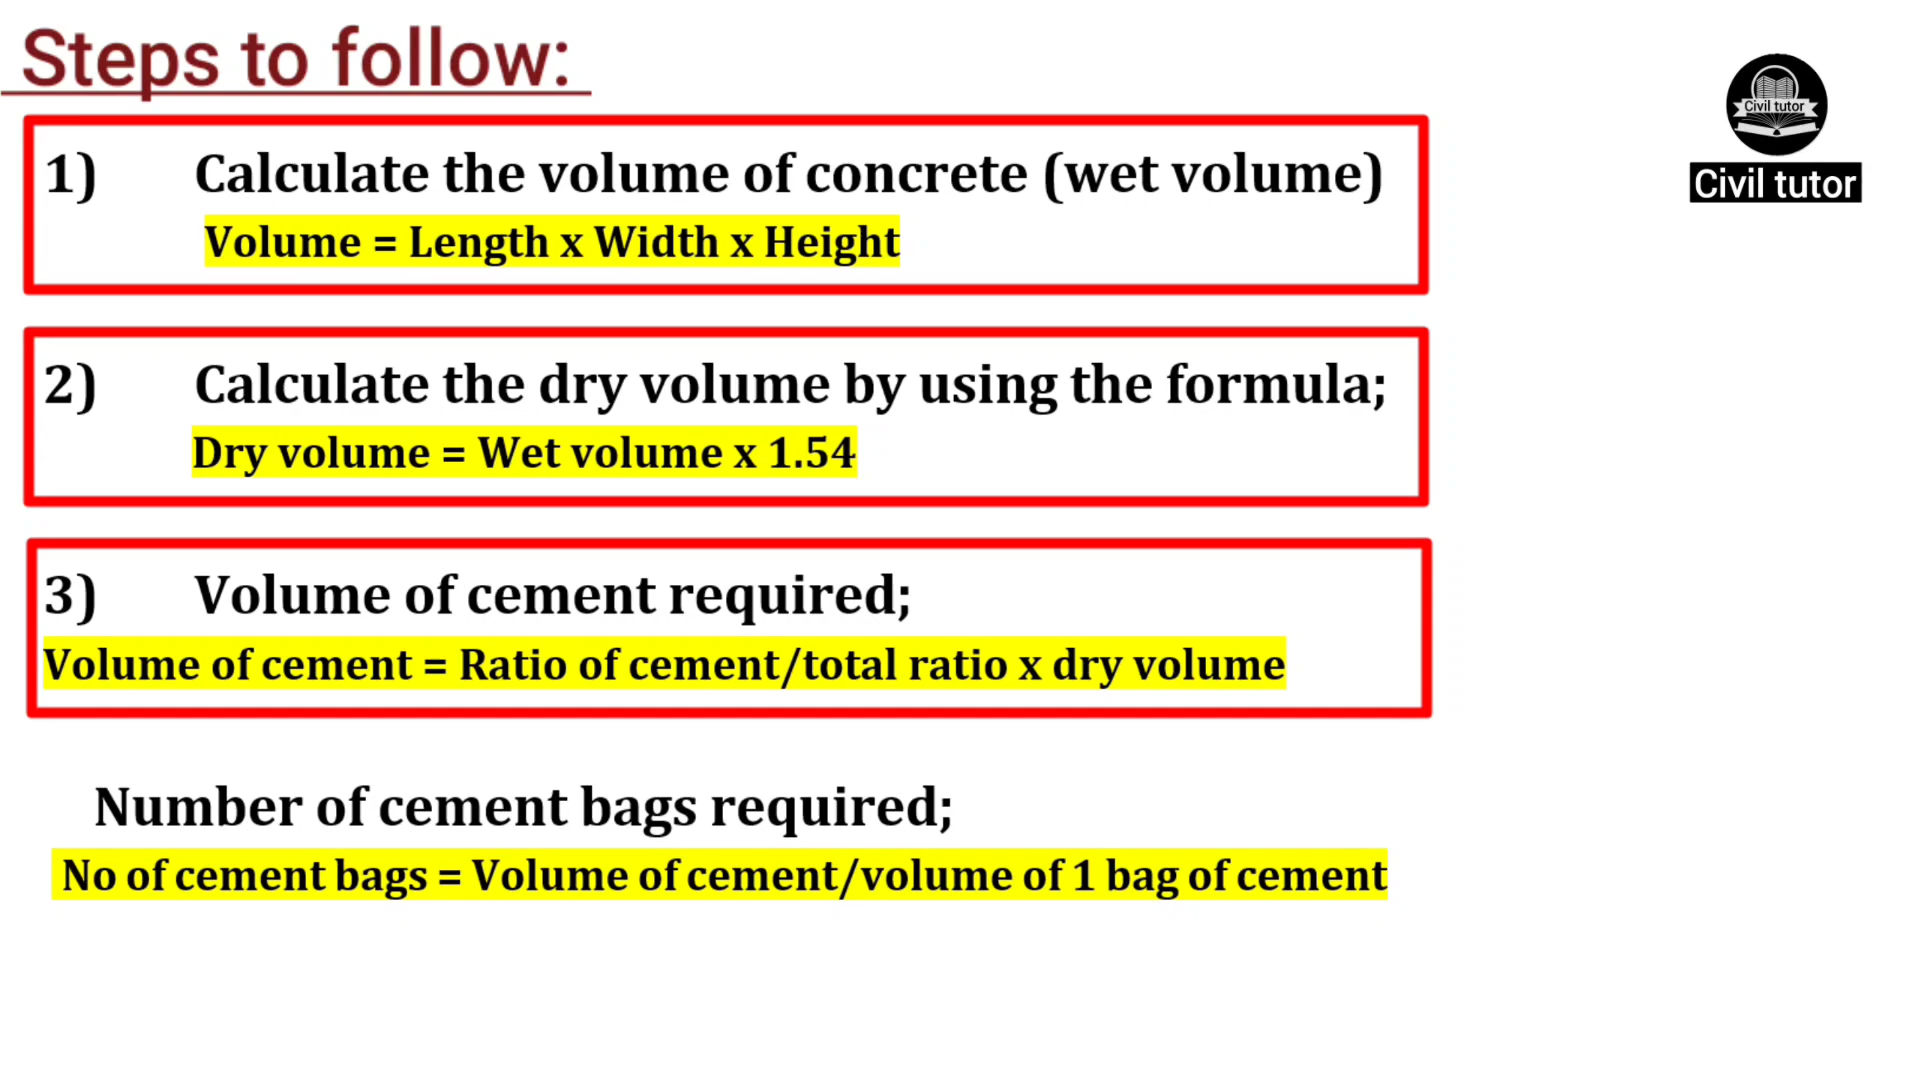 Steps to follow:
Civil tutor
Civil tutor
1) Calculate the volume of concrete (wet volume)
Volume = Length x Width x Height
2) Calculate the dry volume by using the formula;
Dry volume = Wet volume x 1.54
3) Volume of cement required;
Volume of cement = Ratio of cement/total ratio x dry volume
Number of cement bags required;
No of cement bags = Volume of cement/volume of 1 bag of cement